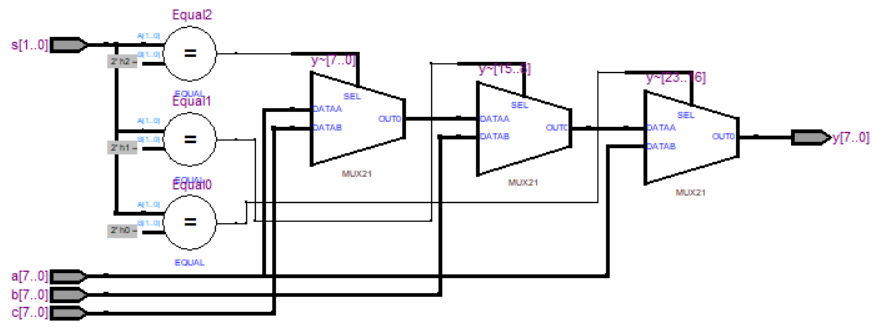 Equal2
s[1..0]
A[1..0]
B[1..0]
2' h2
=
EQUAL
y~[7..0]
SEL
DATAA
DATAB
OUT0
MUX21
y~[15..8]
SEL
DATAA
DATAB
OUT0
MUX21
y~[23..16]
SEL
DATAA
DATAB
OUT0
MUX21
y[7..0]
Equal1
A[1..0]
B[1..0]
2' h1
=
EQUAL
Equal0
A[1..0]
B[1..0]
2' h0
=
EQUAL
a[7..0]
b[7..0]
c[7..0]